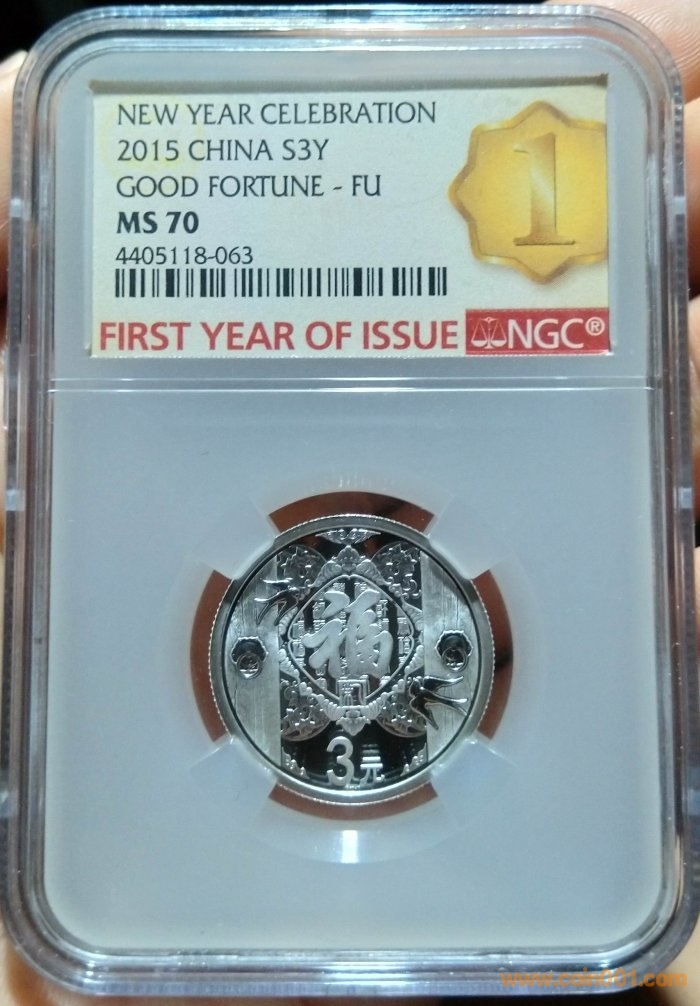 NEW YEAR CELEBRATION
2015 CHINA S3Y
GOOD FORTUNE - FU
MS 70
4405118-063
1
FIRST YEAR OF ISSUE NGC®
福
3元
www.coin001.com